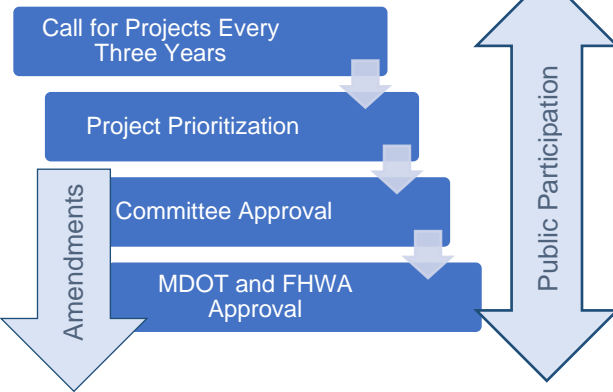 Call for Projects Every
Three Years
Project Prioritization
Committee Approval
MDOT and FHWA
Approval
Amendments
Public Participation